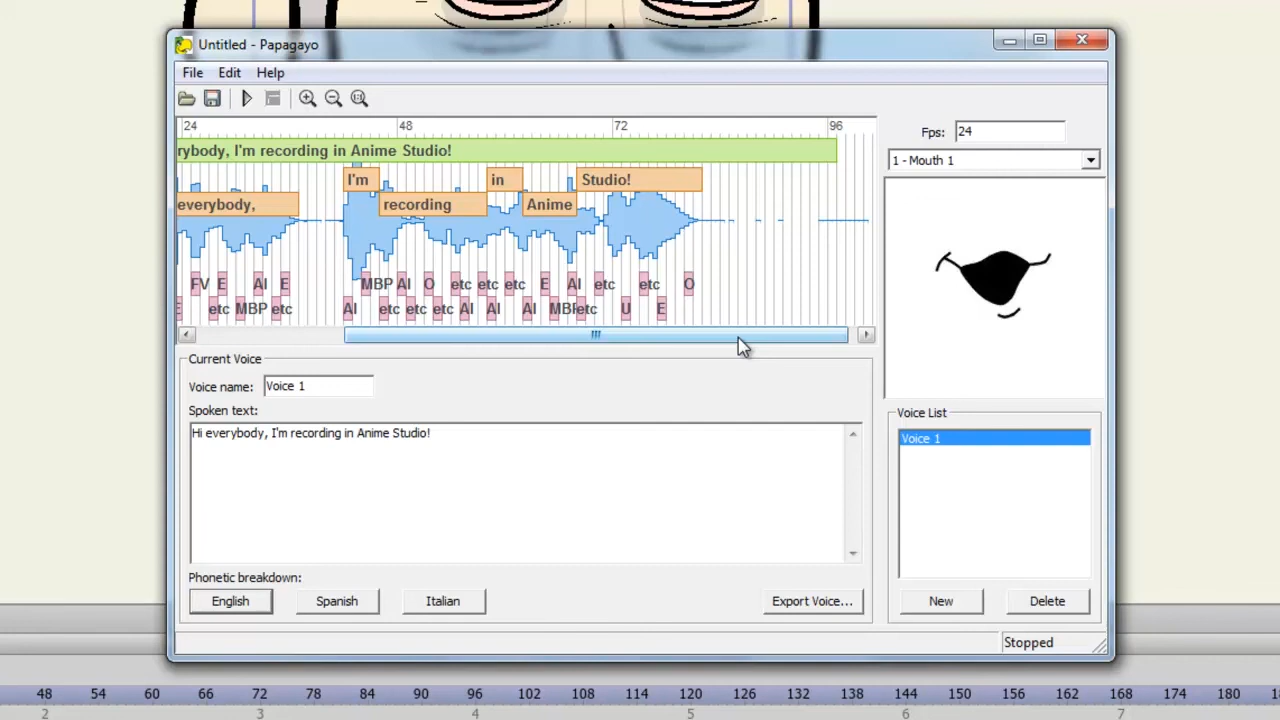 Untitled - Papagayo
File Edit Help
24 48 72 96
rybody, I'm recording in Anime Studio!
I'm in Studio!
everybody, recording Anime
FV E AI E MBP AI O etc etc etc E AI etc etc O
E etc MBP etc AI etc etc etc AI AI AI MBP etc U E
Fps: 24
1 - Mouth 1
Current Voice
Voice name: Voice 1
Spoken text:
Hi everybody, I'm recording in Anime Studio!
Phonetic breakdown:
English Spanish Italian Export Voice...
Voice List
Voice 1
New Delete
Stopped
48 54 60 66 72 78 84 90 96 102 108 114 120 126 132 138 144 150 156 162 168 174 180
2 3 4 5 6 7